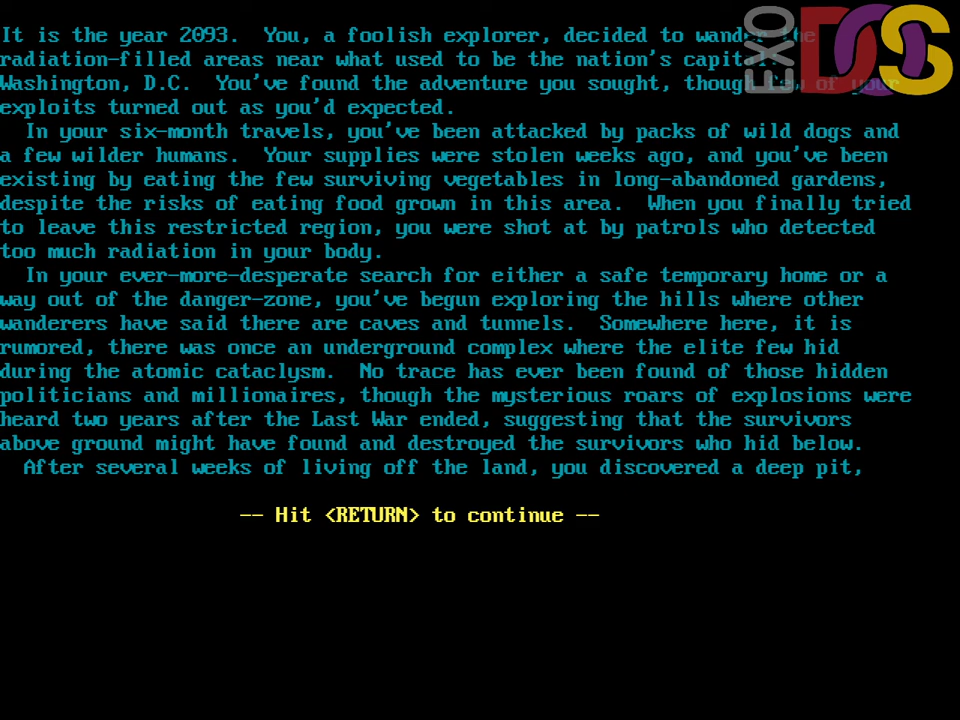 EXO DOS
It is the year 2093.  You, a foolish explorer, decided to wander the
radiation-filled areas near what used to be the nation's capital,
Washington, D.C.  You've found the adventure you sought, though few of your
exploits turned out as you'd expected.
In your six-month travels, you've been attacked by packs of wild dogs and
a few wilder humans.  Your supplies were stolen weeks ago, and you've been
existing by eating the few surviving vegetables in long-abandoned gardens,
despite the risks of eating food grown in this area.  When you finally tried
to leave this restricted region, you were shot at by patrols who detected
too much radiation in your body.
In your ever-more-desperate search for either a safe temporary home or a
way out of the danger-zone, you've begun exploring the hills where other
wanderers have said there are caves and tunnels.  Somewhere here, it is
rumored, there was once an underground complex where the elite few hid
during the atomic cataclysm.  No trace has ever been found of those hidden
politicians and millionaires, though the mysterious roars of explosions were
heard two years after the Last War ended, suggesting that the survivors
above ground might have found and destroyed the survivors who hid below.
After several weeks of living off the land, you discovered a deep pit,
-- Hit <RETURN> to continue --